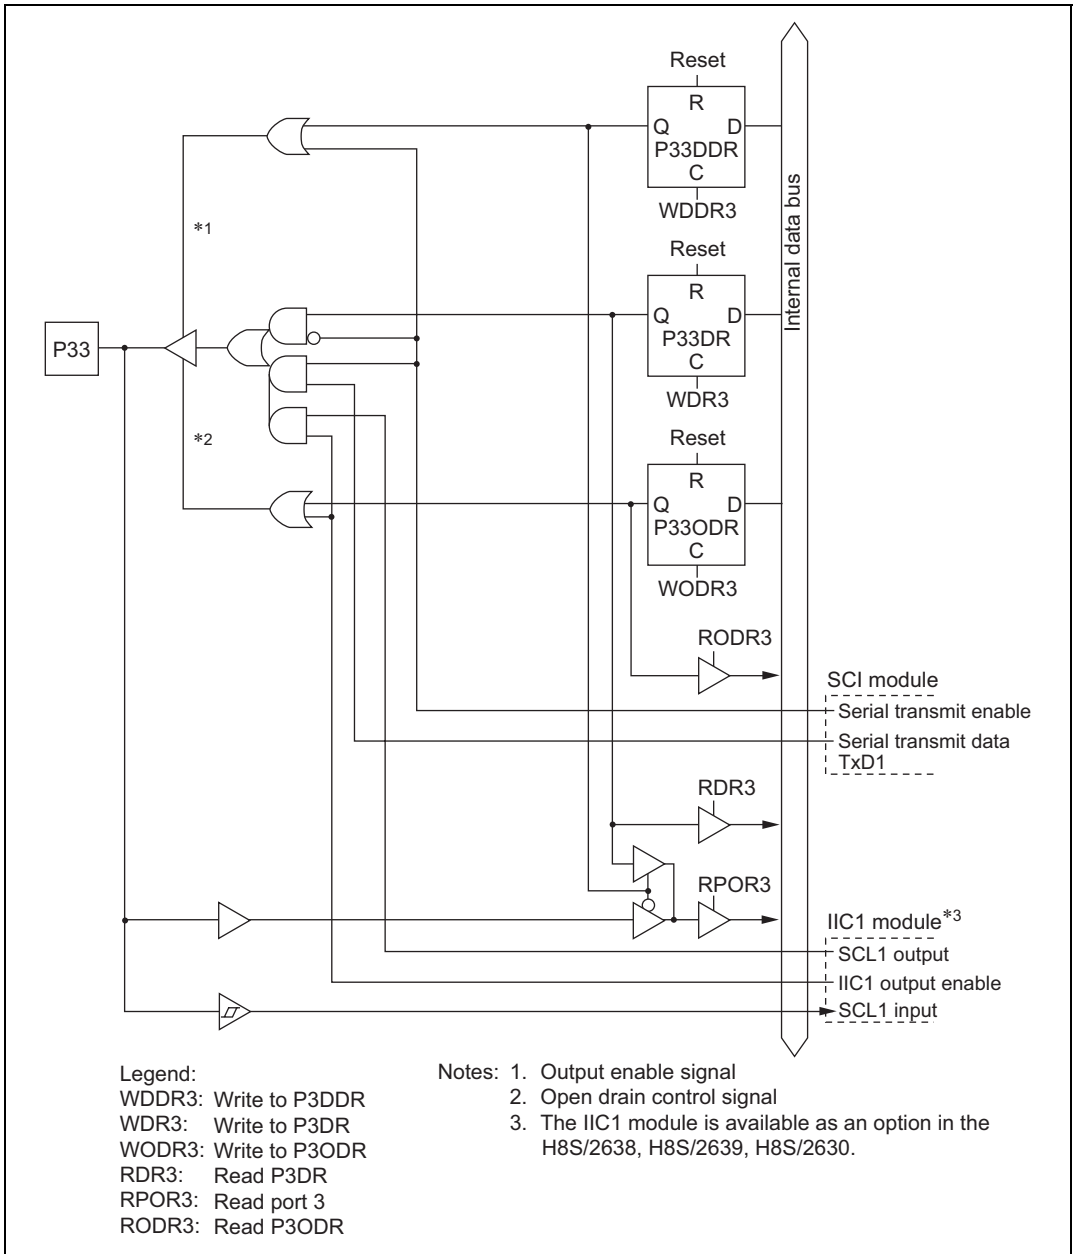 Reset
R
Q D
P33DDR
C
WDDR3
Internal data bus
*1
Reset
R
Q D
P33DR
C
WDR3
P33
*2
Reset
R
Q D
P33ODR
C
WODR3
RODR3
SCI module
Serial transmit enable
Serial transmit data
TxD1
RDR3
RPOR3
IIC1 module*3
SCL1 output
IIC1 output enable
SCL1 input
Legend:
WDDR3: Write to P3DDR
WDR3: Write to P3DR
WODR3: Write to P3ODR
RDR3: Read P3DR
RPOR3: Read port 3
RODR3: Read P3ODR
Notes: 1. Output enable signal
2. Open drain control signal
3. The IIC1 module is available as an option in the
H8S/2638, H8S/2639, H8S/2630.